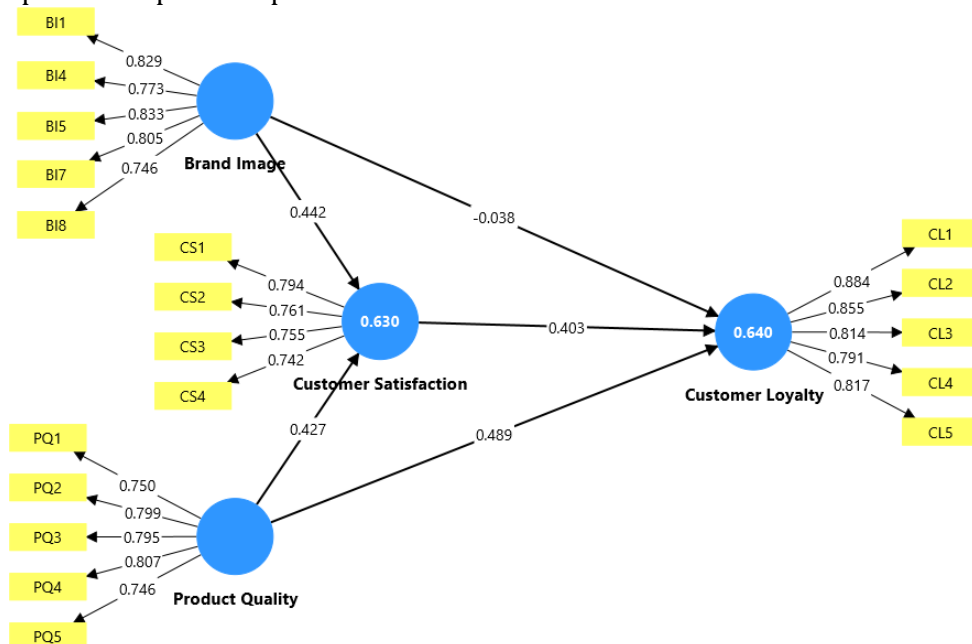 BI1
0.829
BI4
0.773
BI5
0.833
0.805
BI7
0.746
BI8
Brand Image
0.442
-0.038
CS1
0.794
CS2
0.761
CS3
0.755
0.742
CS4
0.630
Customer Satisfaction
0.403
0.640
Customer Loyalty
CL1
0.884
CL2
0.855
CL3
0.814
0.791
CL4
0.817
CL5
0.427
0.489
PQ1
0.750
PQ2
0.799
PQ3
0.795
0.807
PQ4
0.746
PQ5
Product Quality